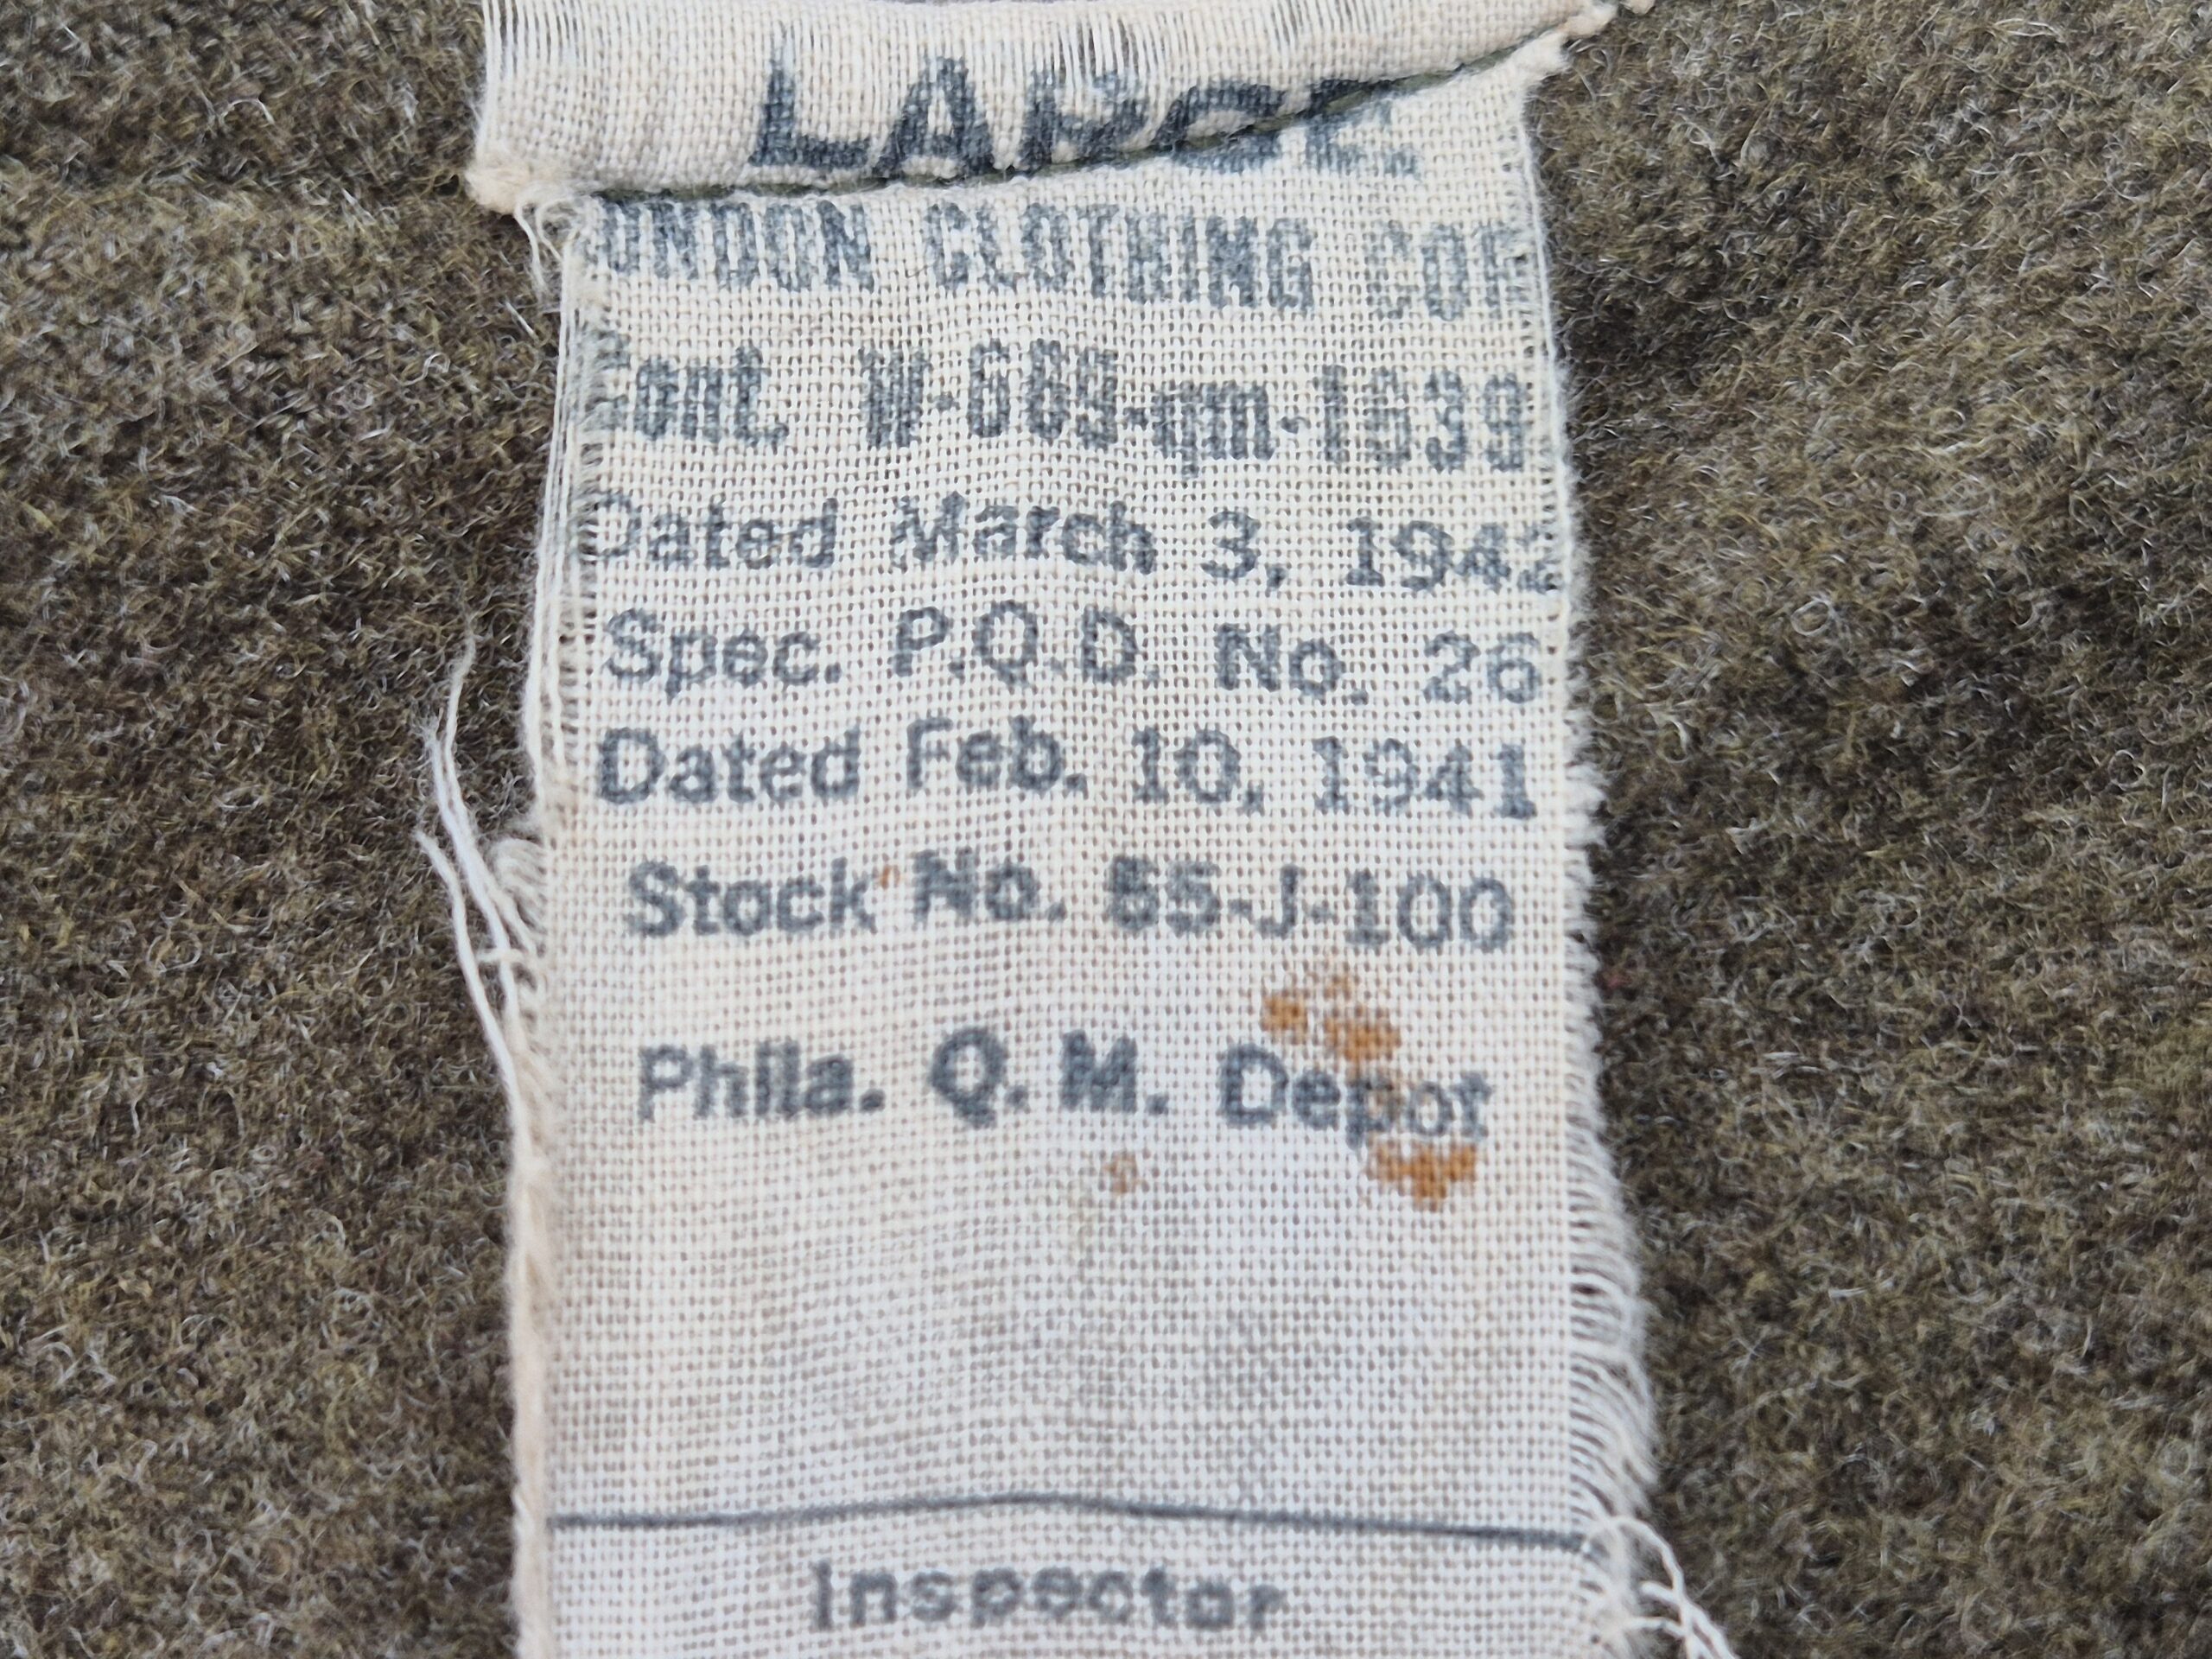 LARGE
ONDON CLOTHING COR
Cont. W-669-qm-1639
Dated March 3, 1942
Spec. P.Q.D. No. 26
Dated Feb. 10, 1941
Stock No. 55-J-100
Phila. Q. M. Depot
Inspector